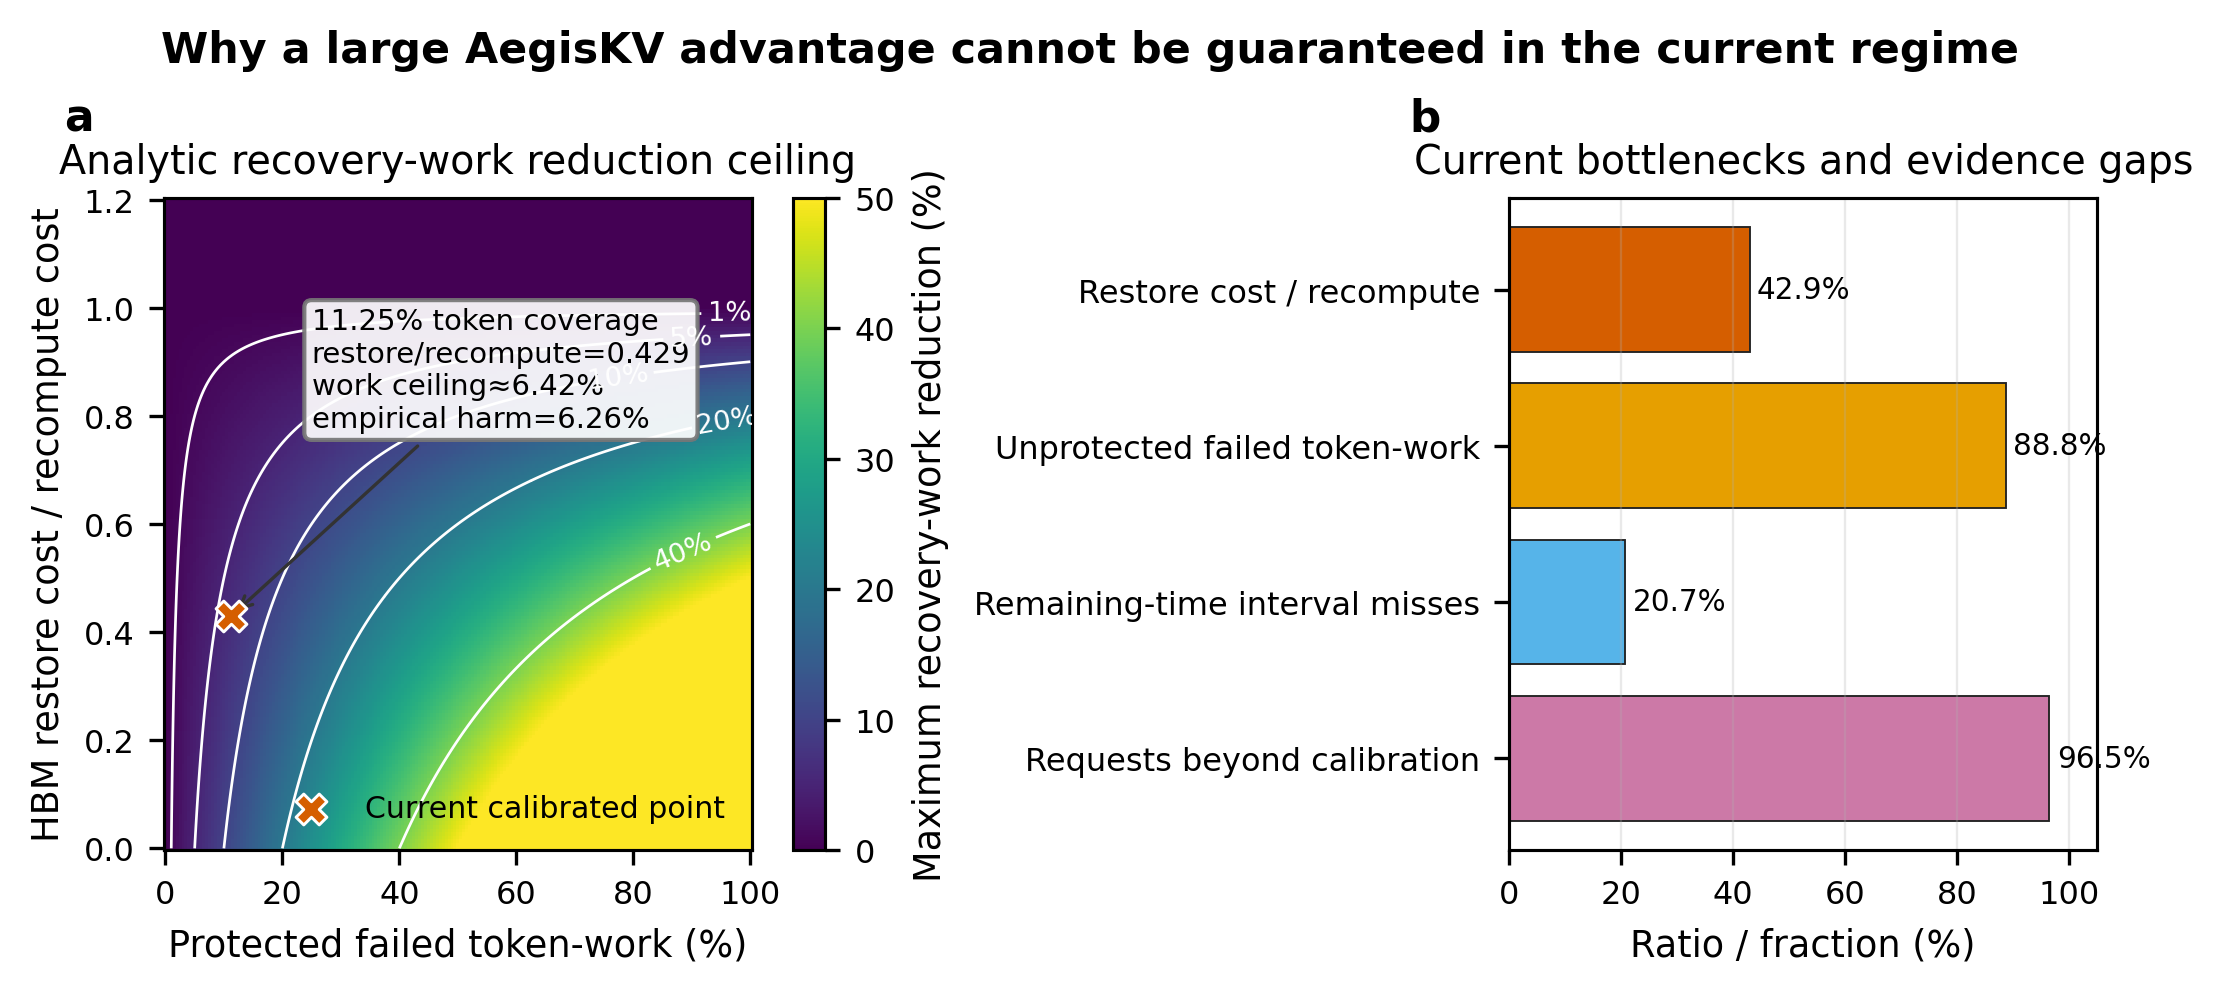 Why a large AegisKV advantage cannot be guaranteed in the current regime
a
Analytic recovery-work reduction ceiling
HBM restore cost / recompute cost
1.2
1.0
0.8
0.6
0.4
0.2
0.0
11.25% token coverage
restore/recompute=0.429
work ceiling≈6.42%
empirical harm=6.26%
1%
5%
10%
20%
40%
Current calibrated point
0
20
40
60
80
100
Protected failed token-work (%)
50
40
30
20
10
0
Maximum recovery-work reduction (%)
b
Current bottlenecks and evidence gaps
Restore cost / recompute
42.9%
Unprotected failed token-work
88.8%
Remaining-time interval misses
20.7%
Requests beyond calibration
96.5%
0
20
40
60
80
100
Ratio / fraction (%)